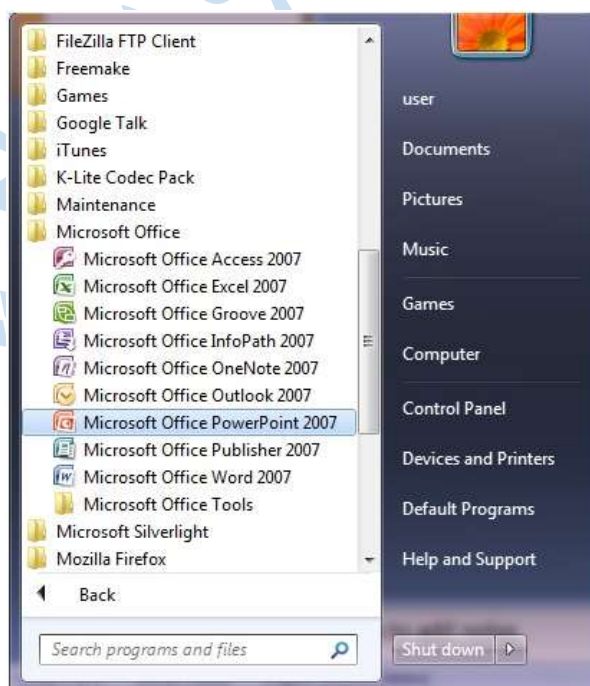 FileZilla FTP Client
Freemake
Games
Google Talk
iTunes
K-Lite Codec Pack
Maintenance
Microsoft Office
Microsoft Office Access 2007
Microsoft Office Excel 2007
Microsoft Office Groove 2007
Microsoft Office InfoPath 2007
Microsoft Office OneNote 2007
Microsoft Office Outlook 2007
Microsoft Office PowerPoint 2007
Microsoft Office Publisher 2007
Microsoft Office Word 2007
Microsoft Office Tools
Microsoft Silverlight
Mozilla Firefox
Back
Search programs and files
user
Documents
Pictures
Music
Games
Computer
Control Panel
Devices and Printers
Default Programs
Help and Support
Shut down